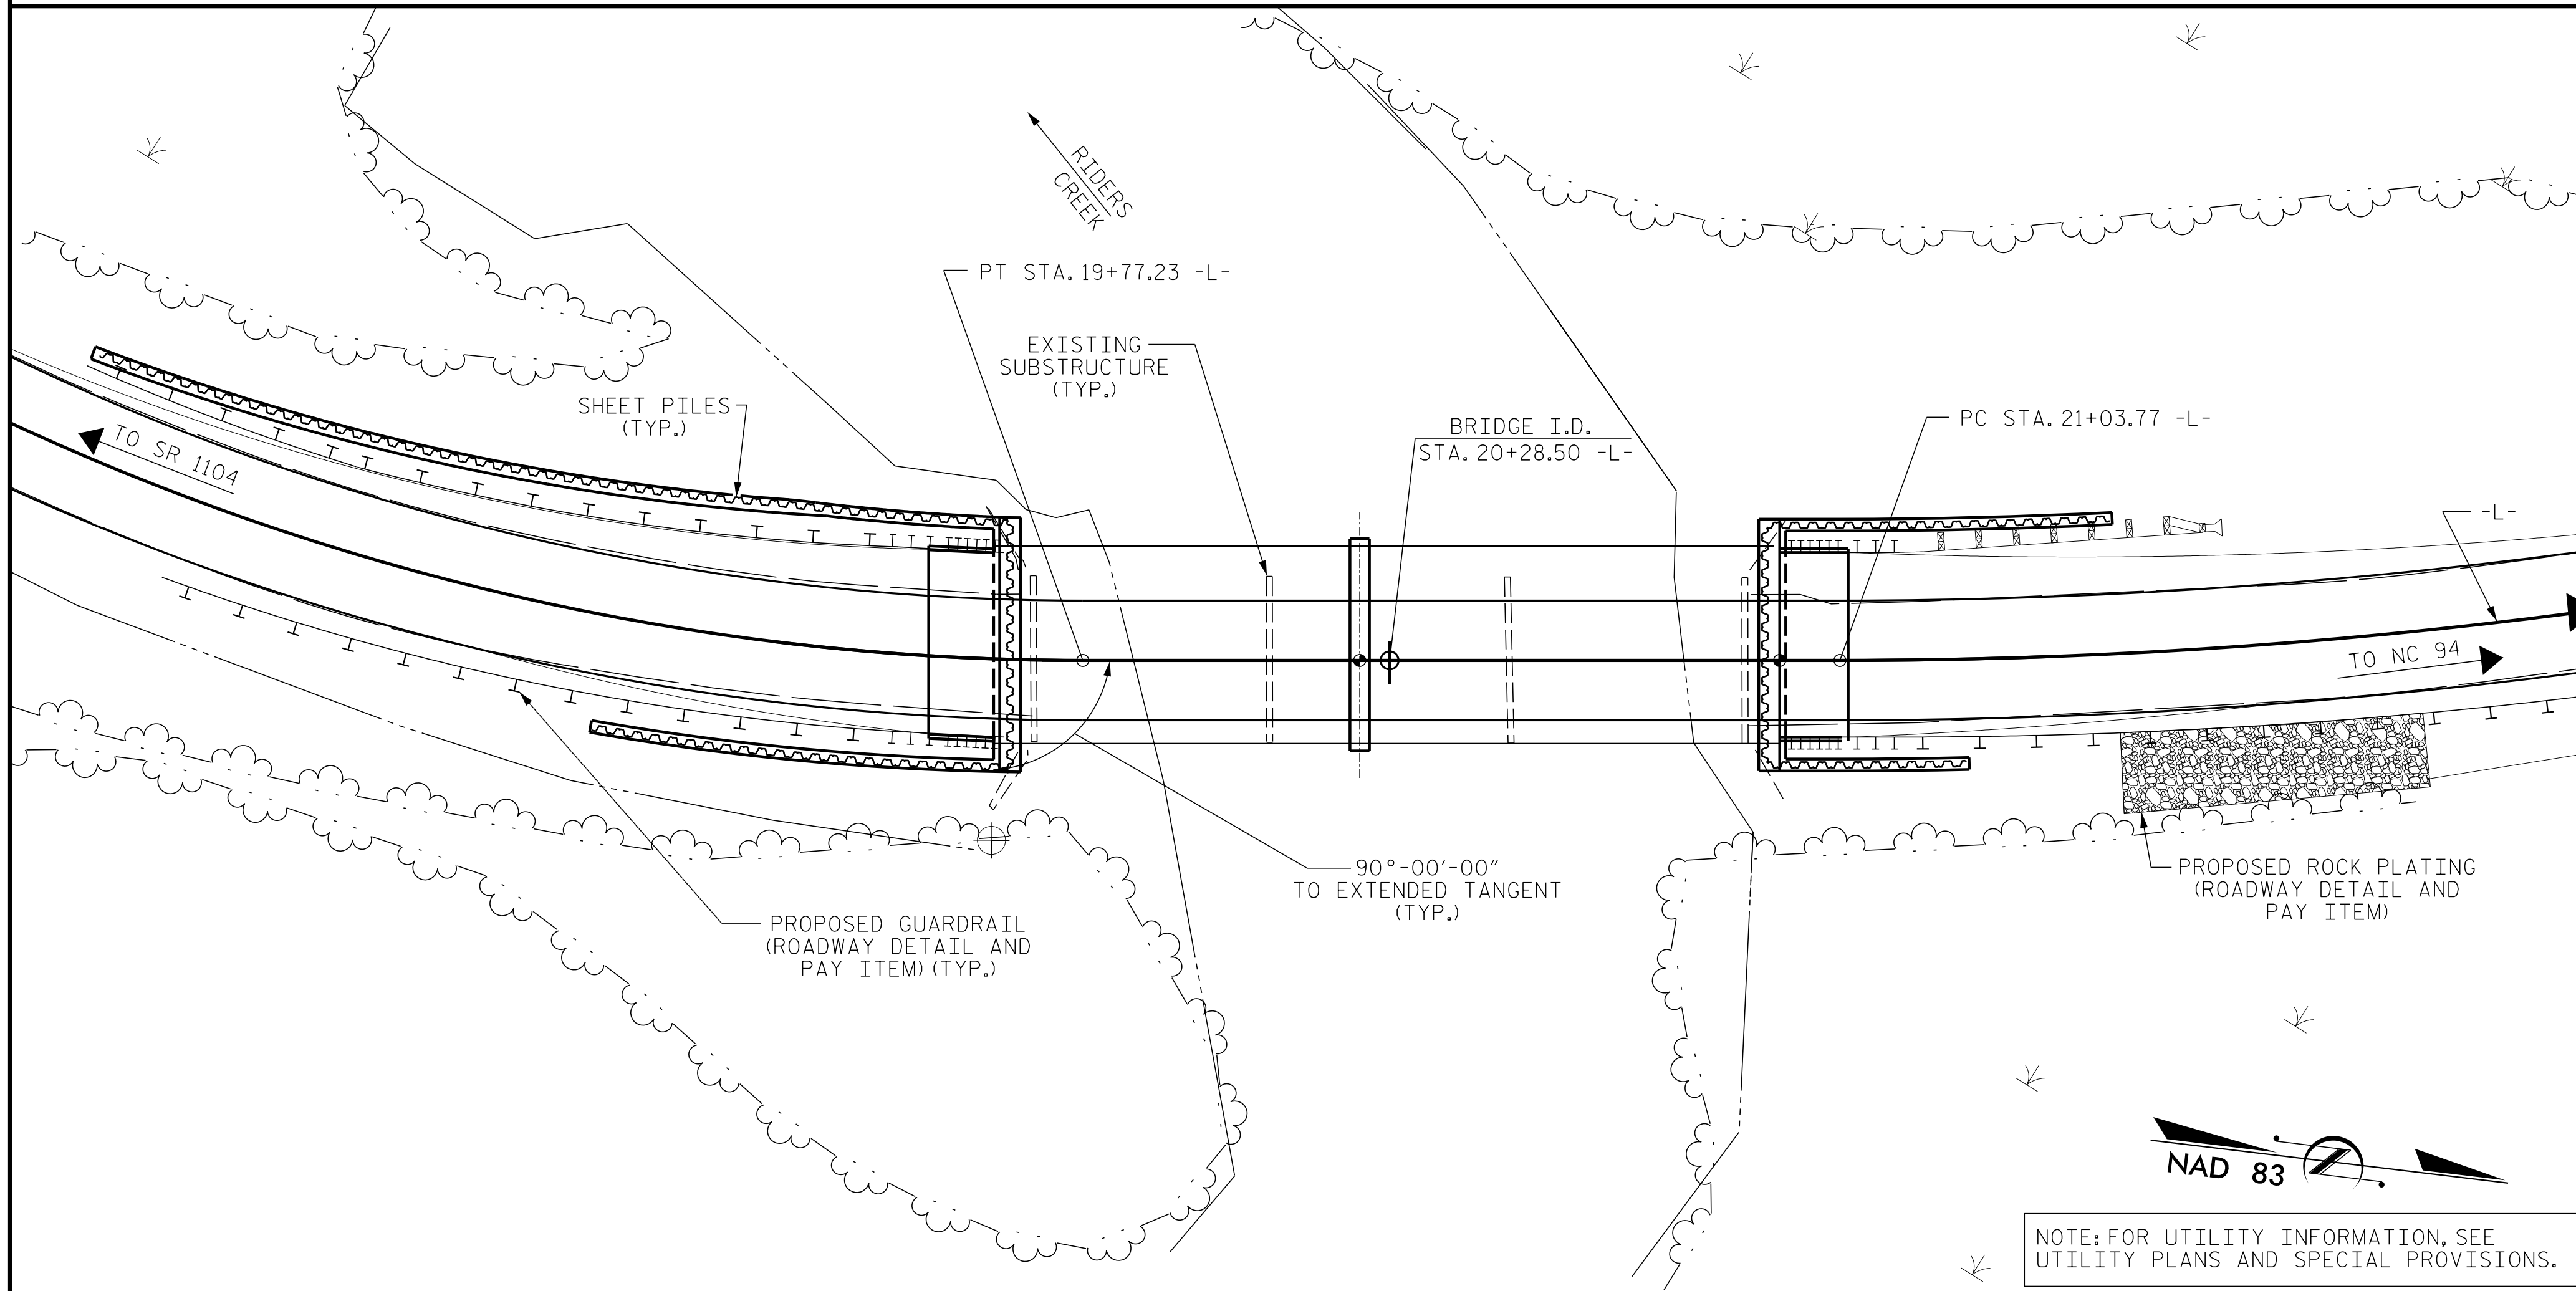 RIDERS
CREEK
PT STA. 19+77.23 -L-
EXISTING
SUBSTRUCTURE
(TYP.)
SHEET PILES
(TYP.)
TO SR 1104
BRIDGE I.D.
STA. 20+28.50 -L-
PC STA. 21+03.77 -L-
-L-
TO NC 94
90°-00'-00"
TO EXTENDED TANGENT
(TYP.)
PROPOSED GUARDRAIL
(ROADWAY DETAIL AND
PAY ITEM) (TYP.)
PROPOSED ROCK PLATING
(ROADWAY DETAIL AND
PAY ITEM)
NAD 83
NOTE: FOR UTILITY INFORMATION, SEE
UTILITY PLANS AND SPECIAL PROVISIONS.